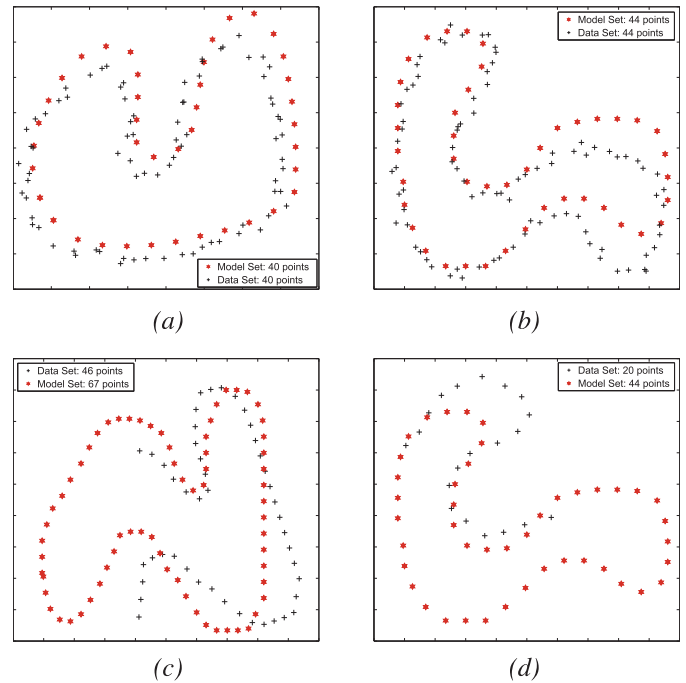 Model Set: 40 points
Data Set: 40 points
(a)
Model Set: 44 points
Data Set: 44 points
(b)
Data Set: 46 points
Model Set: 67 points
(c)
Data Set: 20 points
Model Set: 44 points
(d)